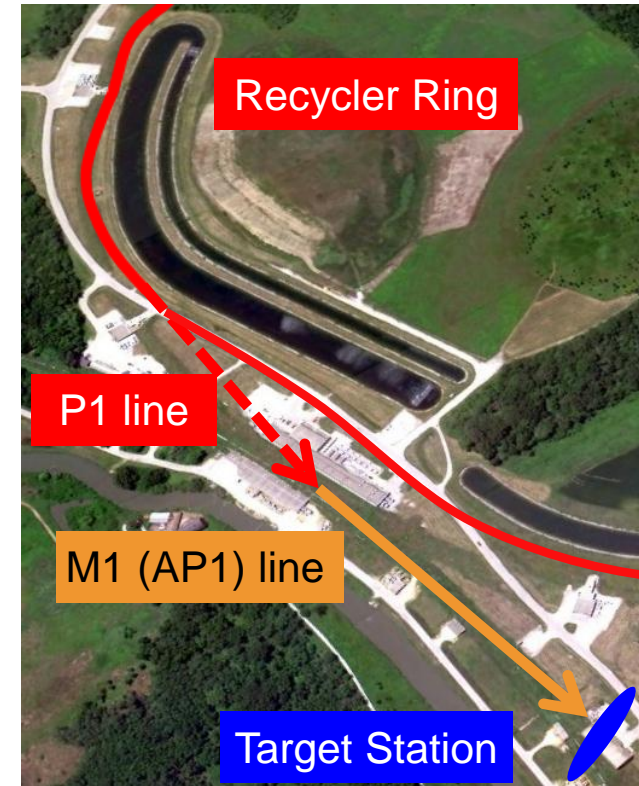 Recycler Ring
P1 line
M1 (AP1) line
Target Station